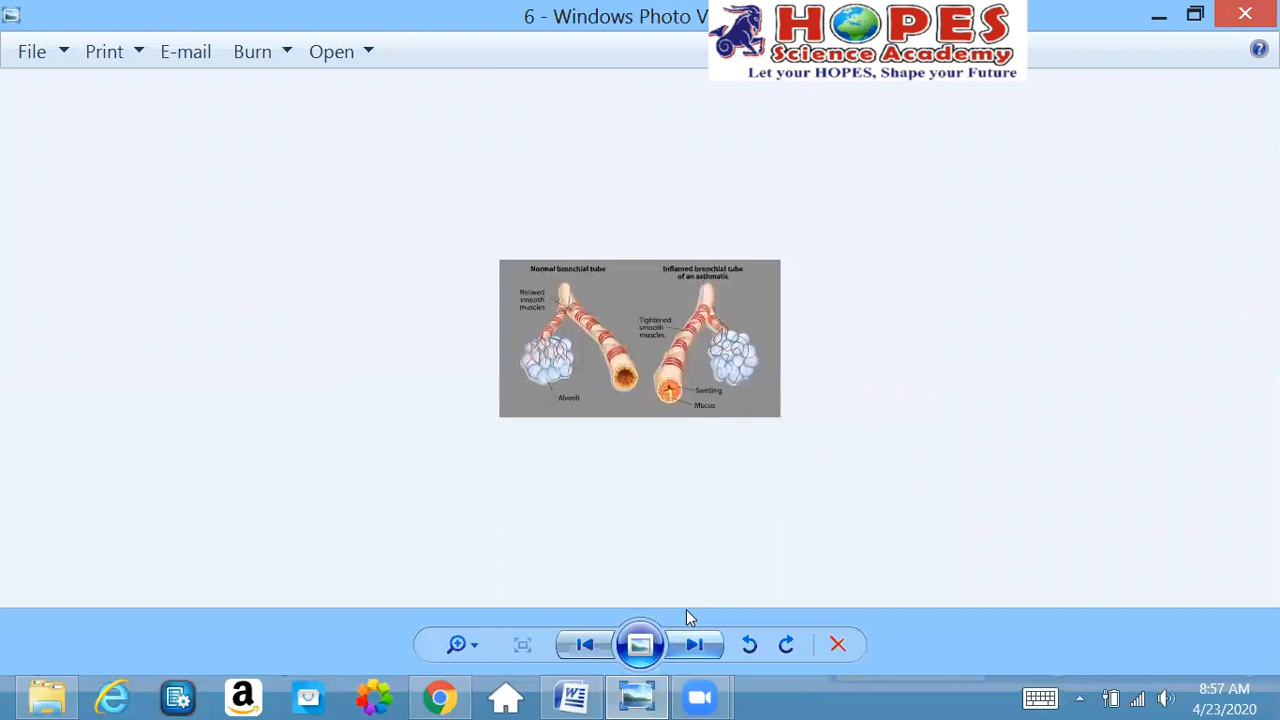 6 - Windows Photo V
HOPES
Science Academy
Let your HOPES, Shape your Future
File Print E-mail Burn Open
Normal bronchial tube
Inflamed bronchial tube
of an asthmatic
Relaxed
smooth
muscles
Tightened
smooth
muscles
Alveoli
Swelling
Mucus
8:57 AM
4/23/2020